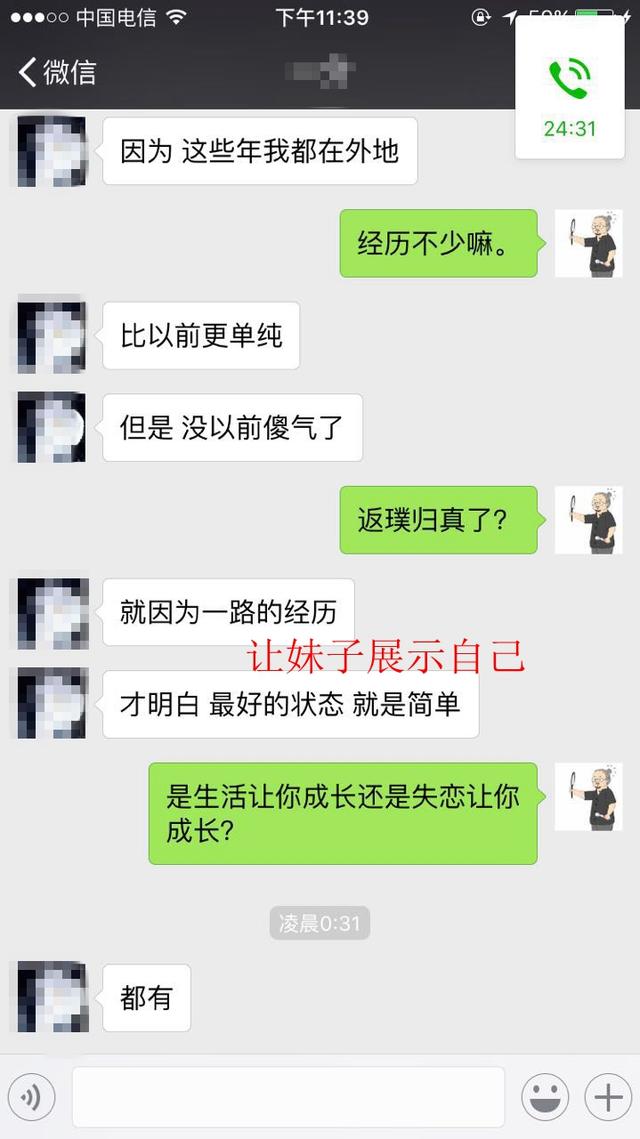 中国电信
下午11:39
微信
24:31
因为 这些年我都在外地
经历不少嘛。
比以前更单纯
但是 没以前傻气了
返璞归真了?
就因为一路的经历
让妹子展示自己
才明白 最好的状态 就是简单
是生活让你成长还是失恋让你
成长?
凌晨0:31
都有